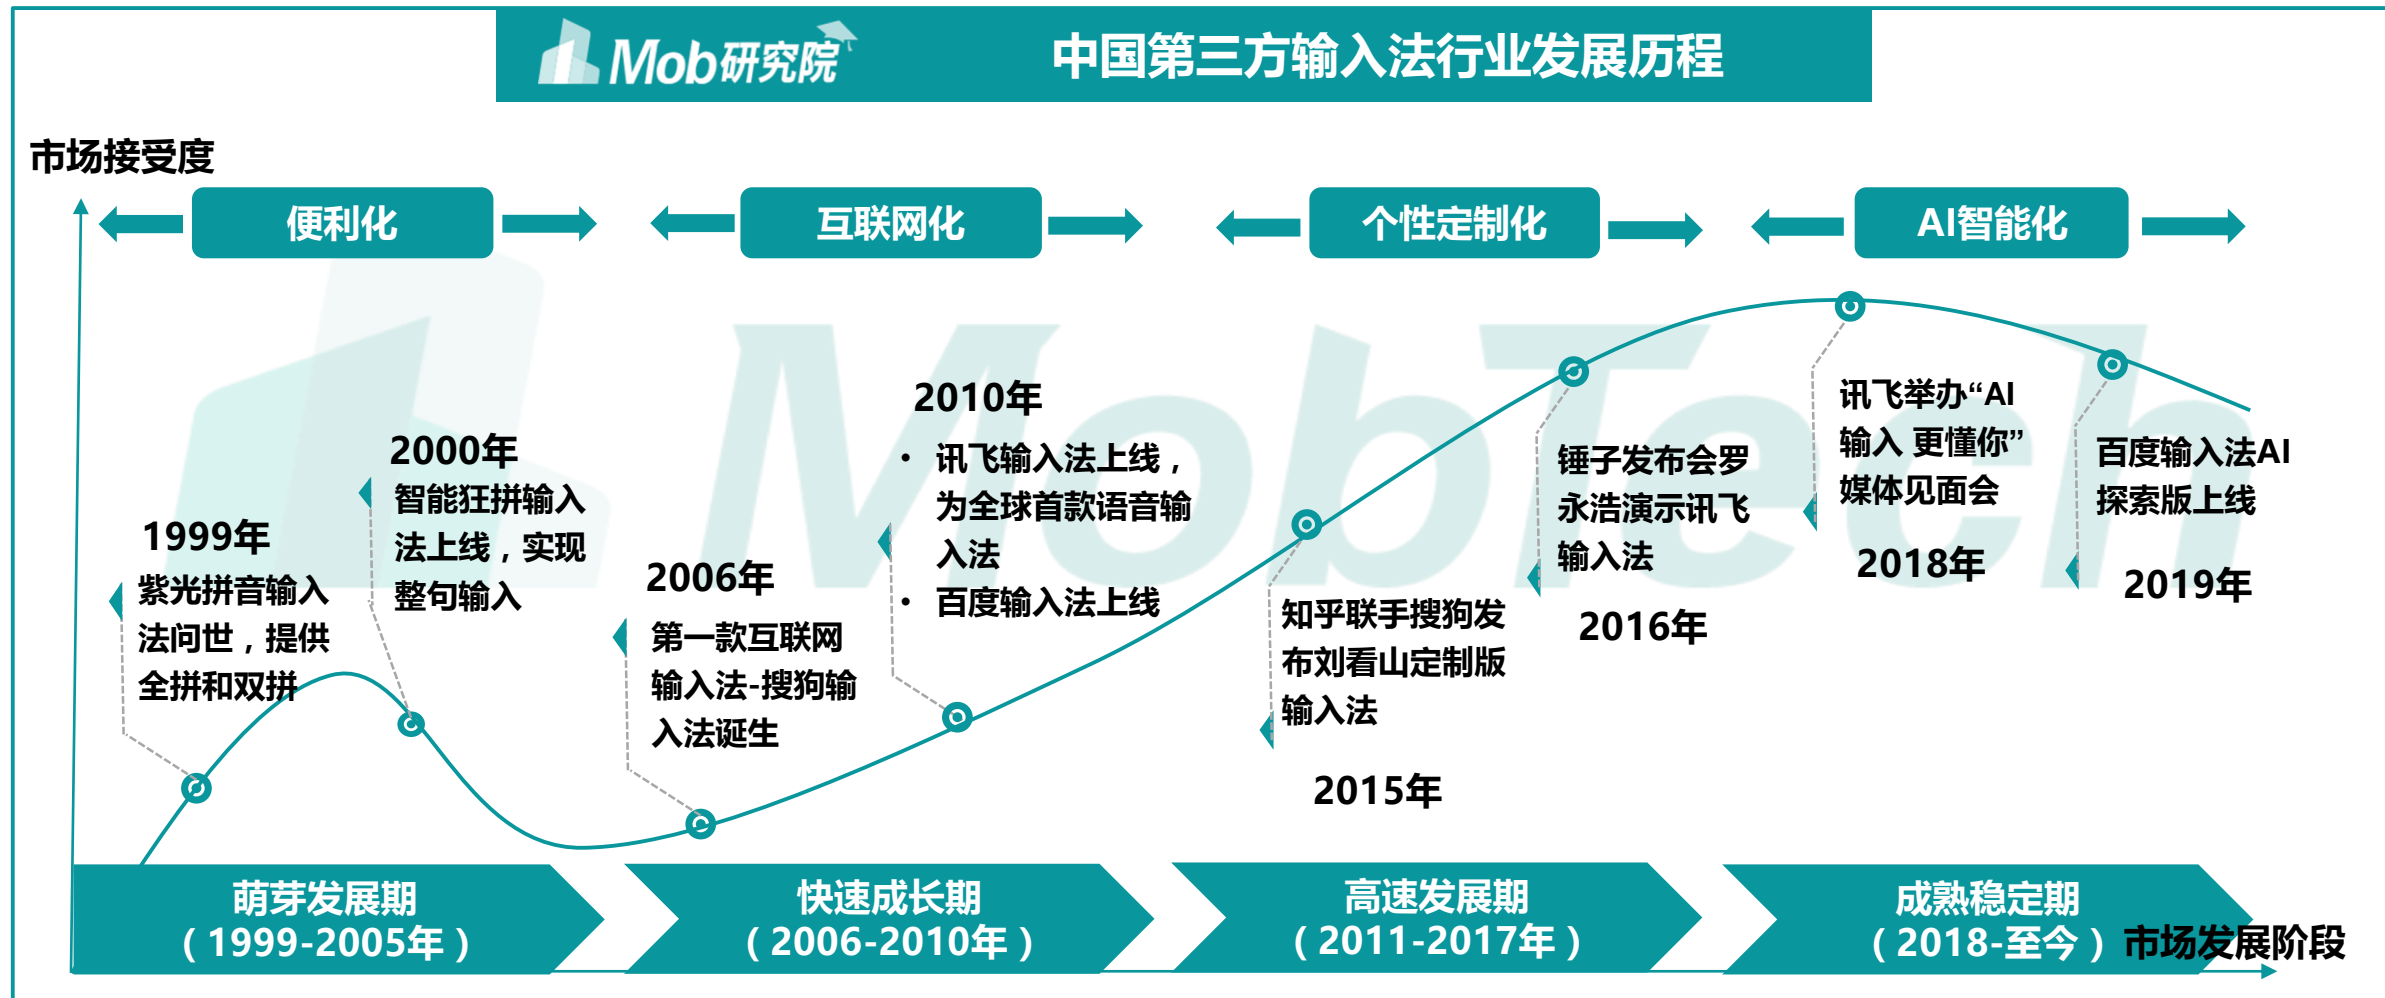 Mob研究院
中国第三方输入法行业发展历程
市场接受度
便利化
互联网化
个性定制化
AI智能化
MobTech
1999年
紫光拼音输入
法问世，提供
全拼和双拼
2000年
智能狂拼输入
法上线，实现
整句输入
2006年
第一款互联网
输入法-搜狗输
入法诞生
2010年
• 讯飞输入法上线，
为全球首款语音输
入法
• 百度输入法上线
知乎联手搜狗发
布刘看山定制版
输入法
2015年
锤子发布会罗
永浩演示讯飞
输入法
2016年
讯飞举办“AI
输入 更懂你”
媒体见面会
2018年
百度输入法AI
探索版上线
2019年
萌芽发展期
（1999-2005年）
快速成长期
（2006-2010年）
高速发展期
（2011-2017年）
成熟稳定期
（2018-至今）
市场发展阶段